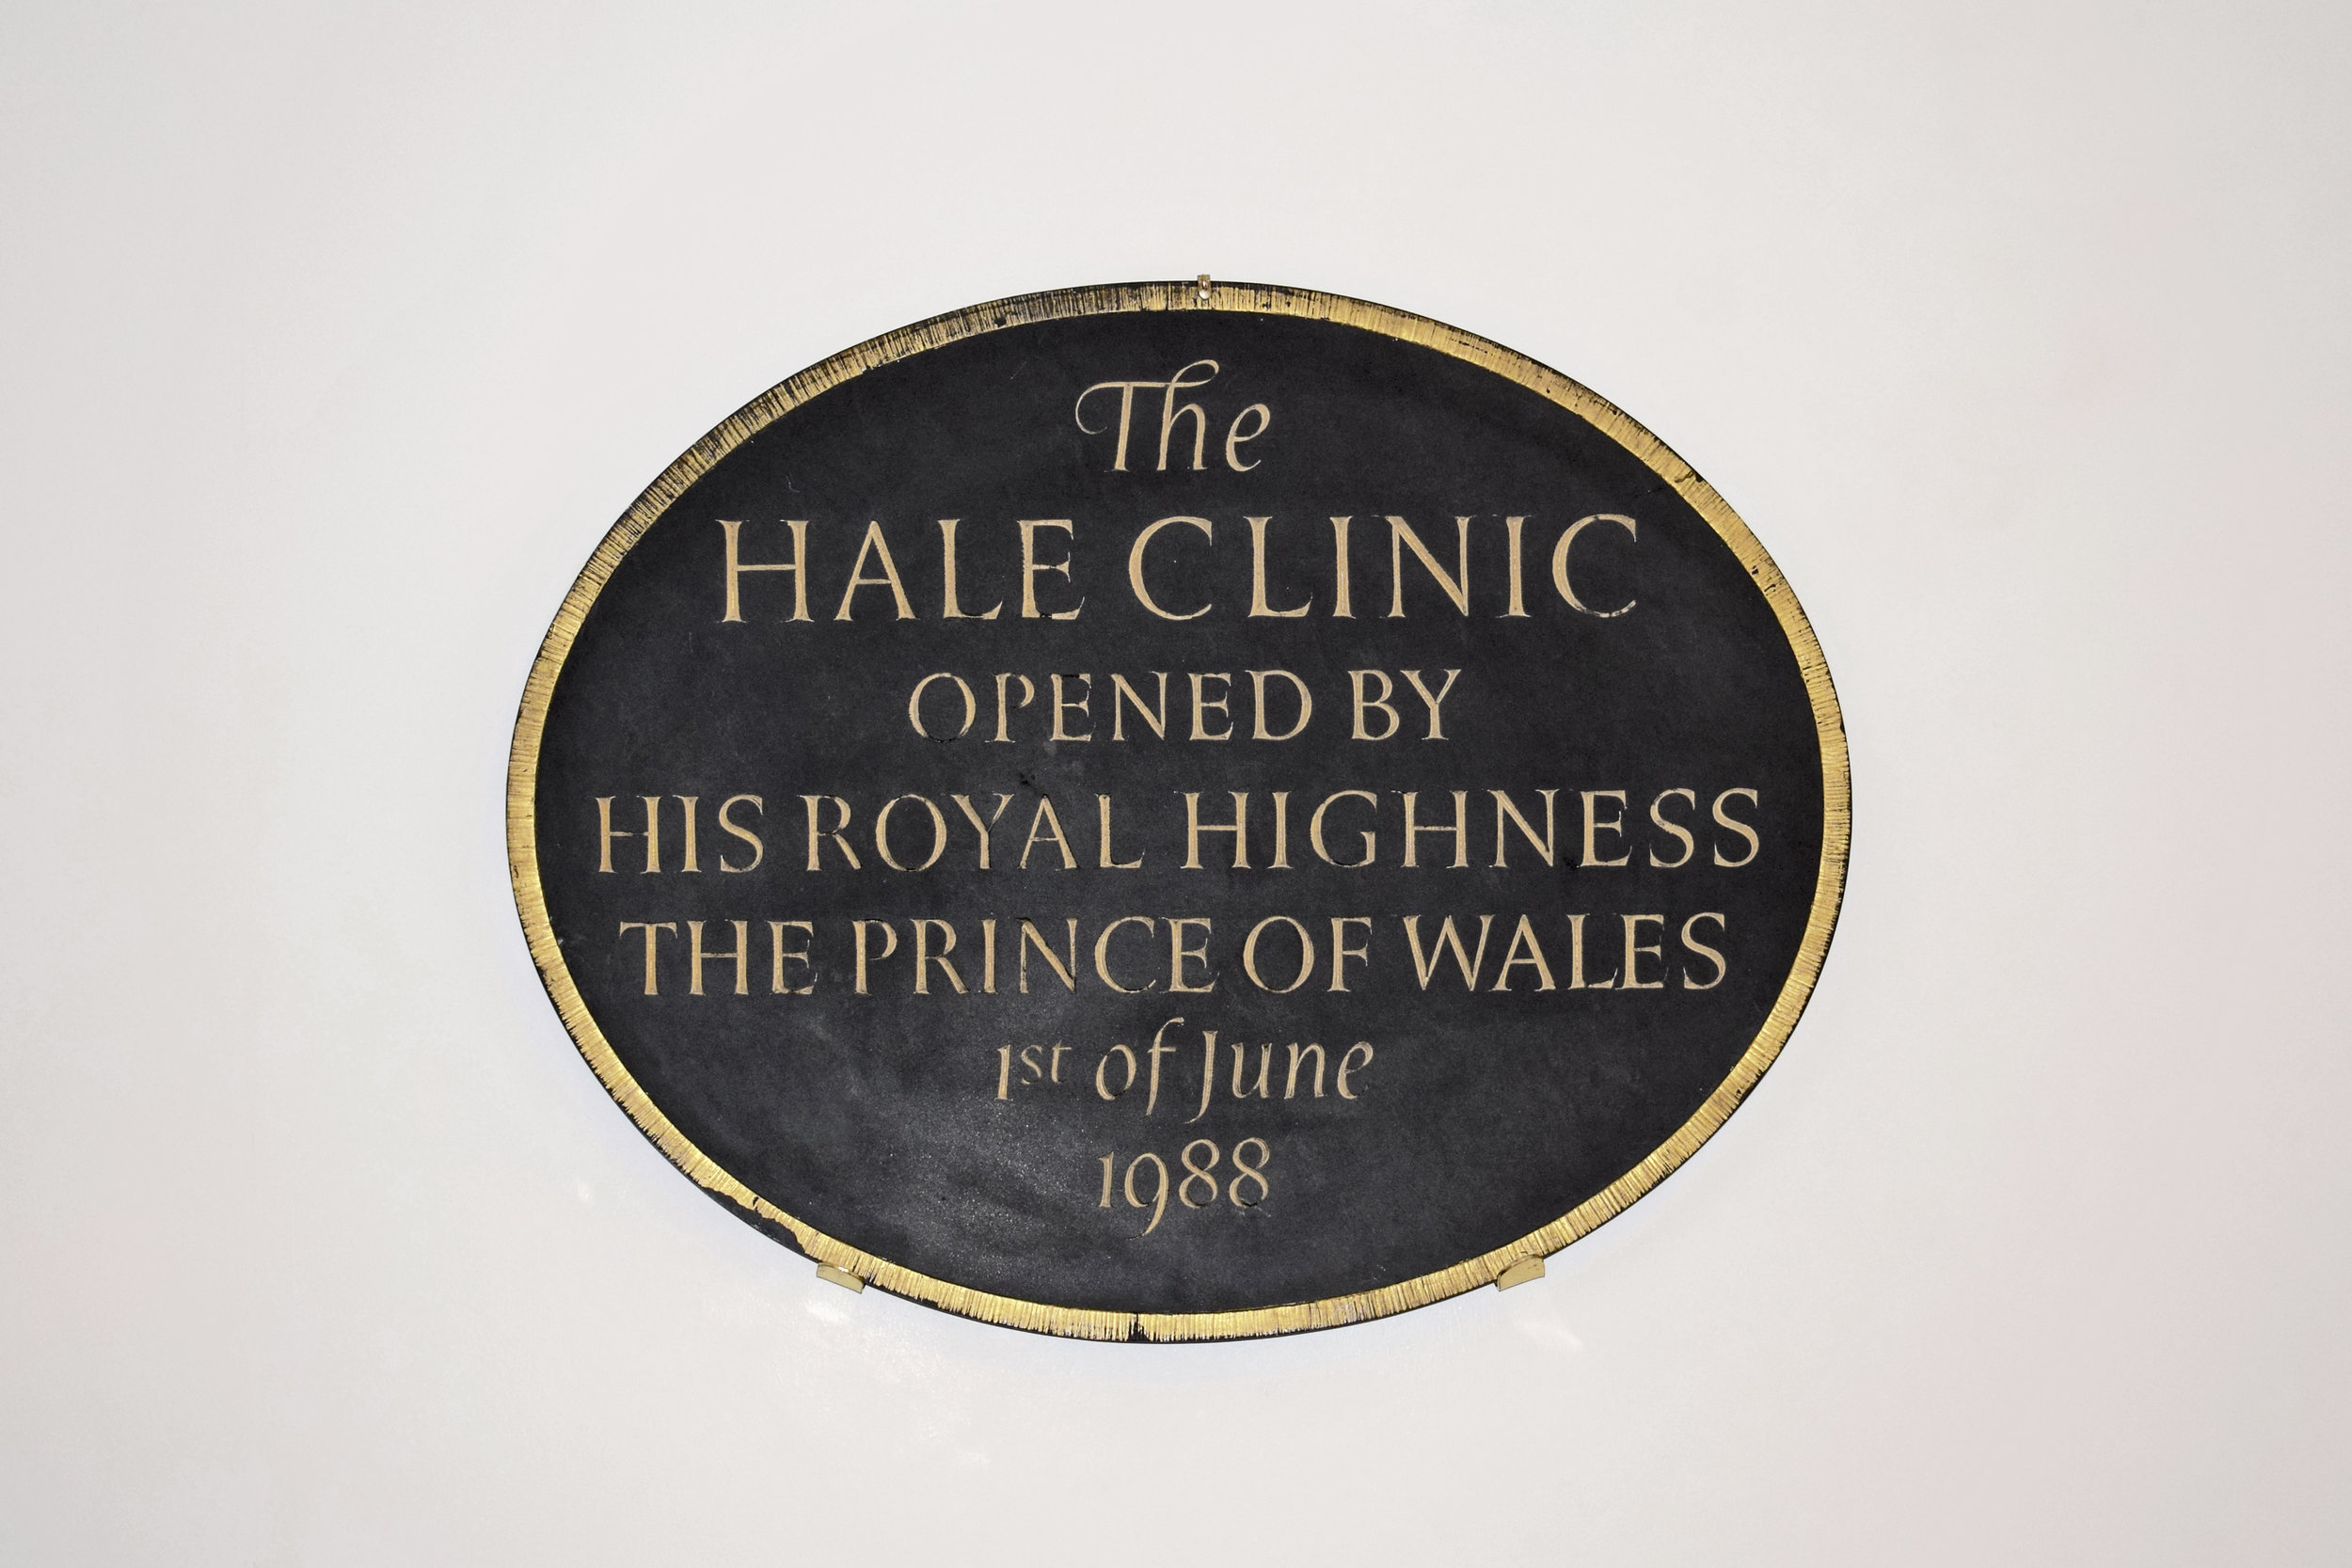 The
HALE CLINIC
OPENED BY
HIS ROYAL HIGHNESS
THE PRINCE OF WALES
1st of June
1988